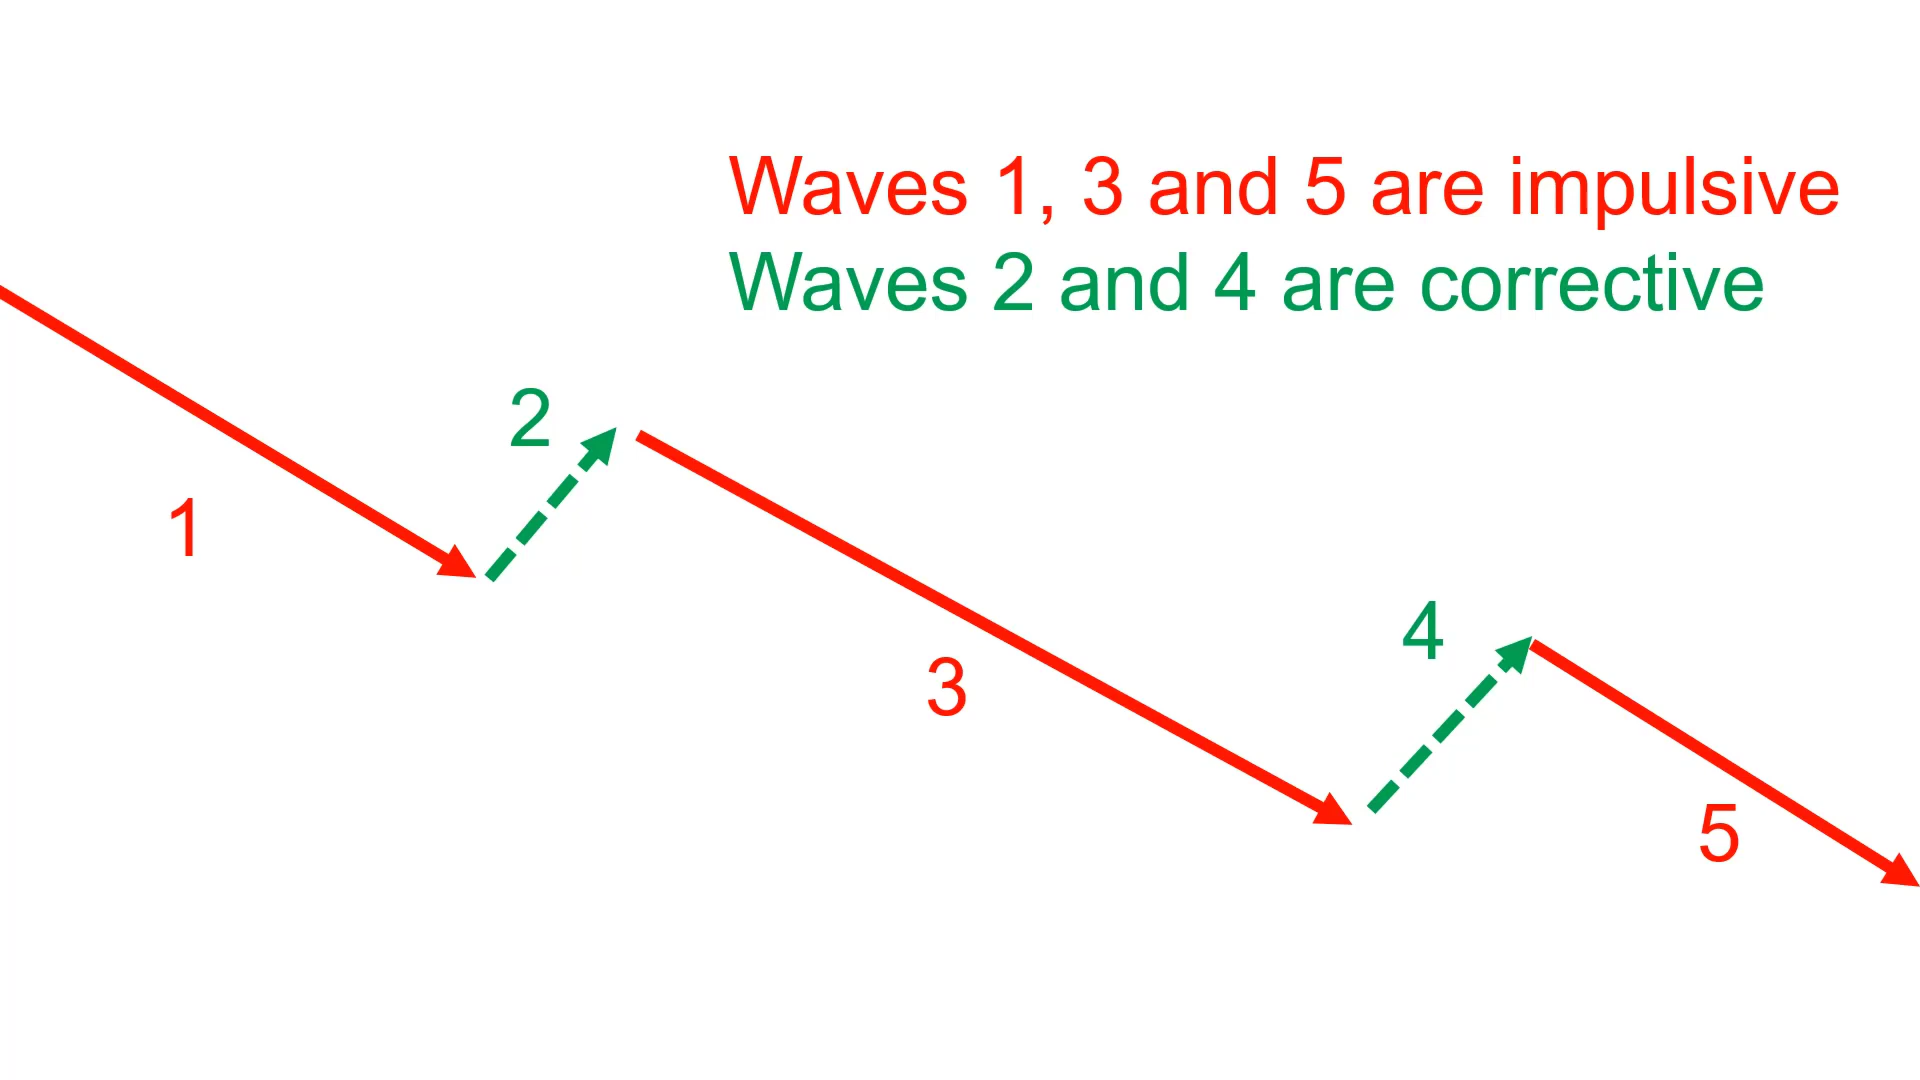 Waves 1, 3 and 5 are impulsive
Waves 2 and 4 are corrective
2
1
4
3
5